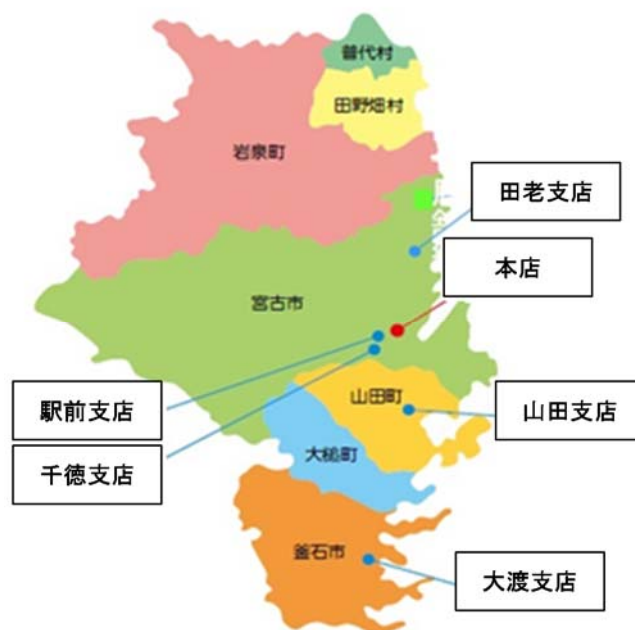 普代村
田野畑村
岩泉町
田老支店
本店
宮古市
駅前支店
山田町
山田支店
千徳支店
大槌町
釜石市
大渡支店